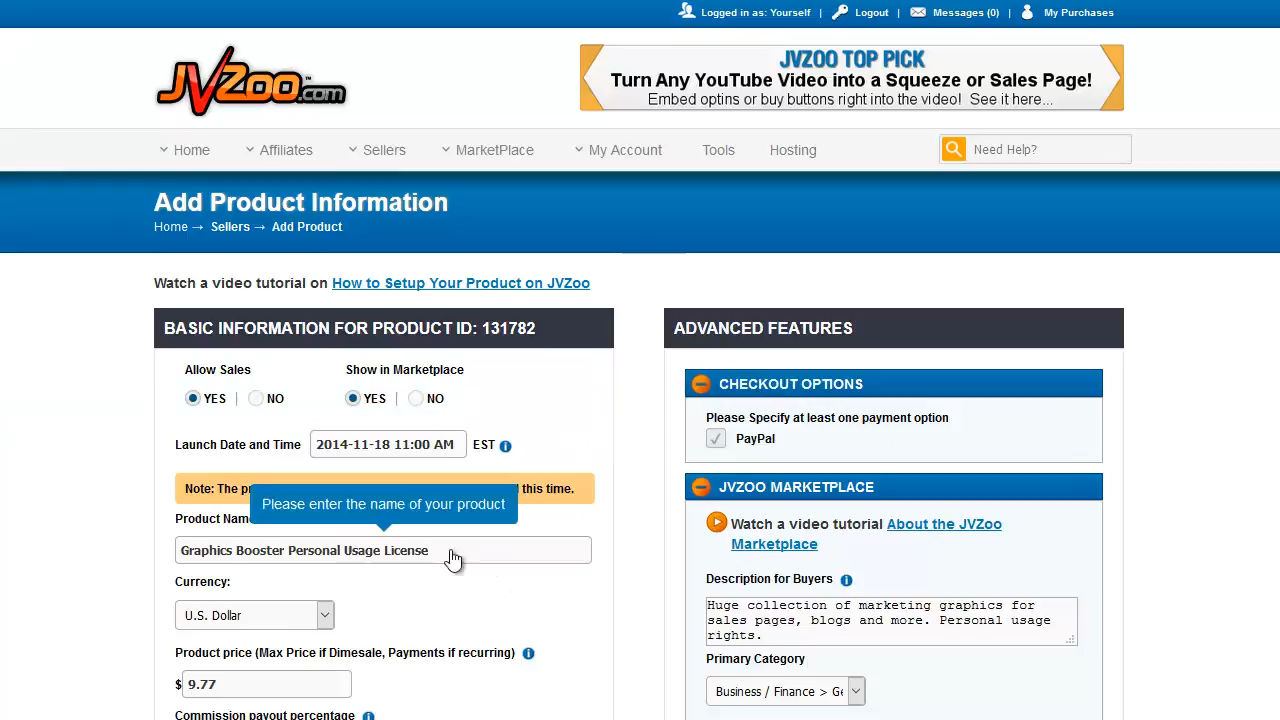 Logged in as: Yourself | Logout | Messages (0) | My Purchases
JVZoo.com
JVZOO TOP PICK
Turn Any YouTube Video into a Squeeze or Sales Page!
Embed optins or buy buttons right into the video! See it here...
Home Affiliates Sellers MarketPlace My Account Tools Hosting Need Help?
Add Product Information
Home → Sellers → Add Product
Watch a video tutorial on How to Setup Your Product on JVZoo
BASIC INFORMATION FOR PRODUCT ID: 131782
Allow Sales Show in Marketplace
YES | NO YES | NO
Launch Date and Time 2014-11-18 11:00 AM EST
Note: The this time.
Please enter the name of your product
Product
Graphics Booster Personal Usage License
Currency:
U.S. Dollar
Product price (Max Price if Dimesale, Payments if recurring)
$ 9.77
Commission payout percentage
ADVANCED FEATURES
CHECKOUT OPTIONS
Please Specify at least one payment option
PayPal
JVZOO MARKETPLACE
Watch a video tutorial About the JVZoo
Marketplace
Description for Buyers
Huge collection of marketing graphics for
sales pages, blogs and more. Personal usage
rights.
Primary Category
Business / Finance >